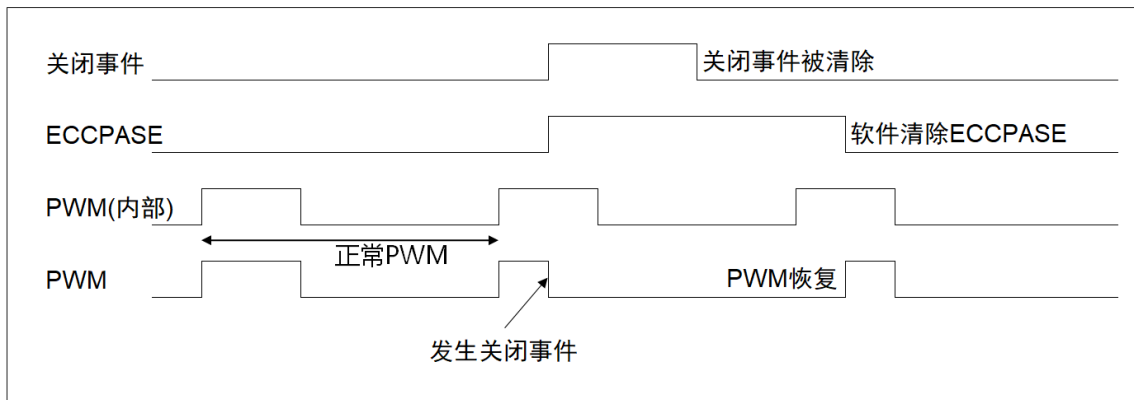 关闭事件
关闭事件被清除
ECCPASE
软件清除ECCPASE
PWM(内部)
正常PWM
PWM
PWM恢复
发生关闭事件